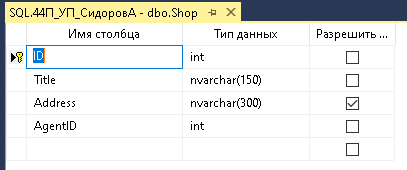 SQL.44П_УП_СидоровА - dbo.Shop
Имя столбца Тип данных Разрешить ...
ID int
Title nvarchar(150)
Address nvarchar(300)
AgentID int